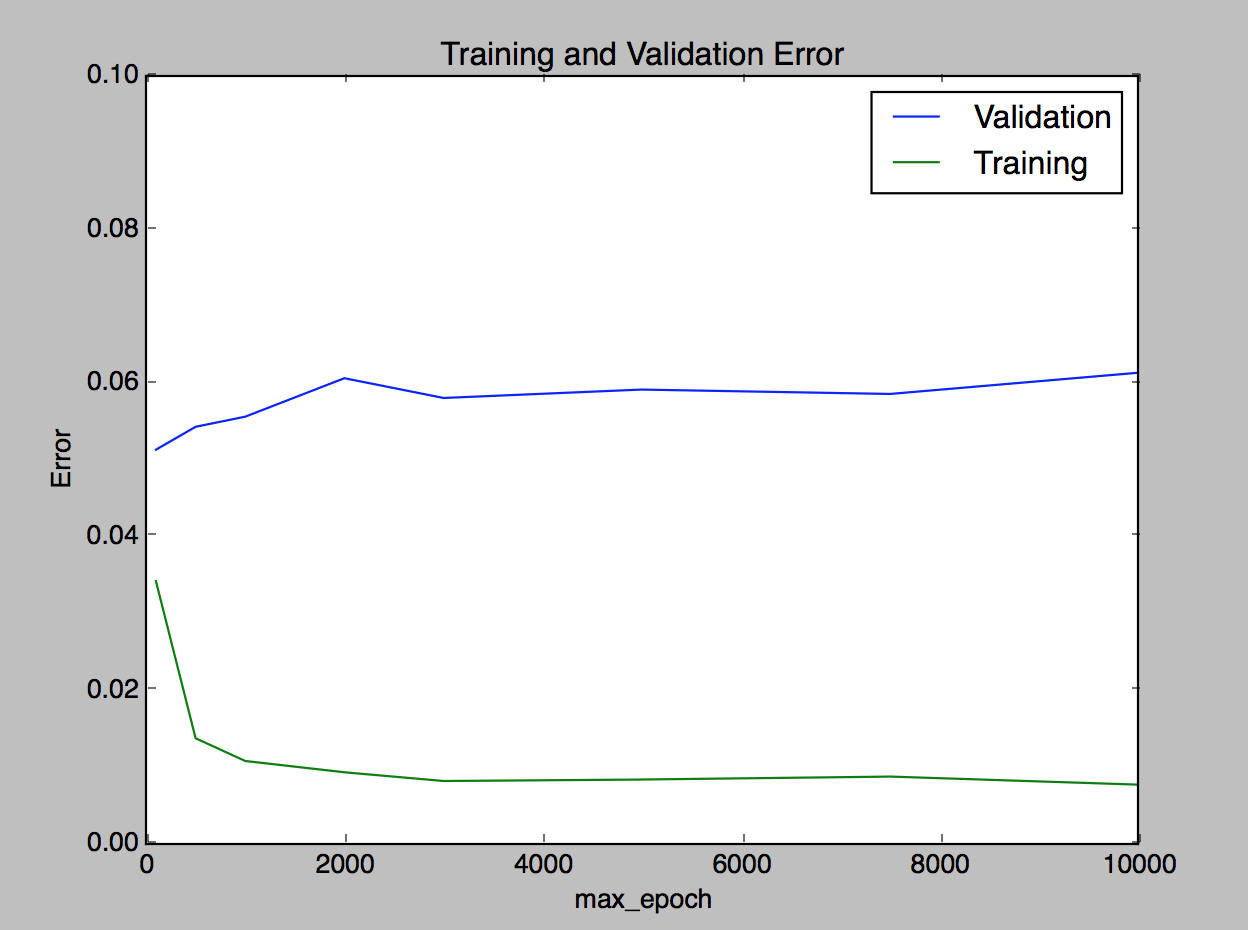 Training and Validation Error
0.10
0.08
0.06
0.04
0.02
0.00
Error
Validation
Training
0 2000 4000 6000 8000 10000
max_epoch